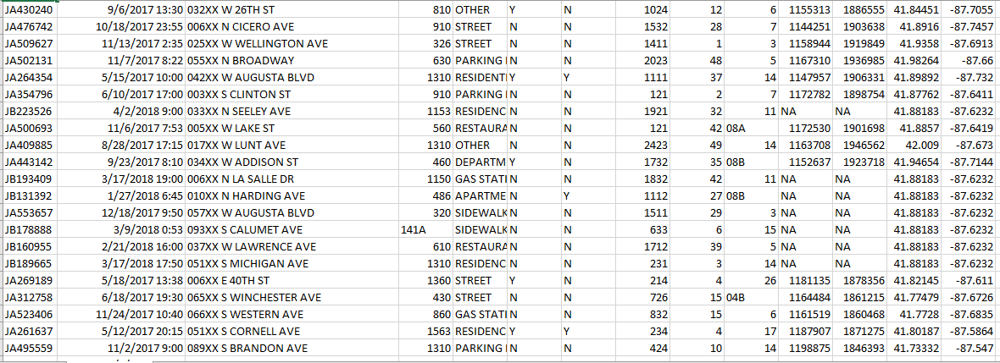 JA430240 9/6/2017 13:30 032XX W 26TH ST 810 OTHER Y N 1024 12 6 1155313 1886555 41.84451 -87.7055
JA476742 10/18/2017 23:55 006XX N CICERO AVE 910 STREET N N 1532 28 7 1144251 1903638 41.8916 -87.7457
JA509627 11/13/2017 2:35 025XX W WELLINGTON AVE 326 STREET N N 1411 1 3 1158944 1919849 41.9358 -87.6913
JA502131 11/7/2017 8:22 055XX N BROADWAY 630 PARKING N N 2023 48 5 1167310 1936985 41.98264 -87.66
JA264354 5/15/2017 10:00 042XX W AUGUSTA BLVD 1310 RESIDENTI Y Y 1111 37 14 1147957 1906331 41.89892 -87.732
JA354796 6/10/2017 17:00 003XX S CLINTON ST 910 PARKING N N 121 2 7 1172782 1898754 41.87762 -87.6411
JB223526 4/2/2018 9:00 033XX N SEELEY AVE 1153 RESIDENC N N 1921 32 11 NA NA 41.88183 -87.6232
JA500693 11/6/2017 7:53 005XX W LAKE ST 560 RESTAURA N N 121 42 08A 1172530 1901698 41.8857 -87.6419
JA409885 8/28/2017 17:15 017XX W LUNT AVE 1310 OTHER N N 2423 49 14 1163708 1946562 42.009 -87.673
JA443142 9/23/2017 8:10 034XX W ADDISON ST 460 DEPARTM Y N 1732 35 08B 1152637 1923718 41.94654 -87.7144
JB193409 3/17/2018 19:00 006XX N LA SALLE DR 1150 GAS STATI N N 1832 42 11 NA NA 41.88183 -87.6232
JB131392 1/27/2018 6:45 010XX N HARDING AVE 486 APARTME N Y 1112 27 08B NA NA 41.88183 -87.6232
JA553657 12/18/2017 9:50 057XX W AUGUSTA BLVD 320 SIDEWALK N N 1511 29 3 NA NA 41.88183 -87.6232
JB178888 3/9/2018 0:53 093XX S CALUMET AVE 141A SIDEWALK N N 633 6 15 NA NA 41.88183 -87.6232
JB160955 2/21/2018 16:00 037XX W LAWRENCE AVE 610 RESTAURA N N 1712 39 5 NA NA 41.88183 -87.6232
JB189665 3/17/2018 17:50 051XX S MICHIGAN AVE 1310 RESIDENC N N 231 3 14 NA NA 41.88183 -87.6232
JA269189 5/18/2017 13:38 006XX E 40TH ST 1360 STREET Y N 214 4 26 1181135 1878356 41.82145 -87.611
JA312758 6/18/2017 19:30 065XX S WINCHESTER AVE 430 STREET N N 726 15 04B 1164484 1861215 41.77479 -87.6726
JA523406 11/24/2017 10:40 066XX S WESTERN AVE 860 GAS STATI N N 832 15 6 1161519 1860468 41.7728 -87.6835
JA261637 5/12/2017 20:15 051XX S CORNELL AVE 1563 RESIDENC Y Y 234 4 17 1187907 1871275 41.80187 -87.5864
JA495559 11/2/2017 9:00 089XX S BRANDON AVE 1310 PARKING N N 424 10 14 1198875 1846393 41.73332 -87.547